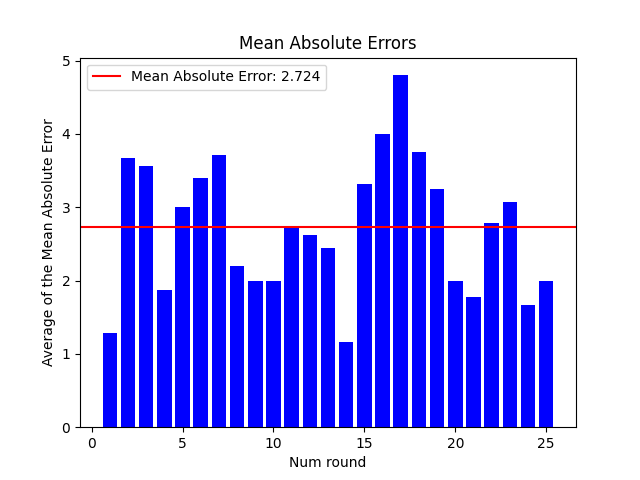 Mean Absolute Errors
Mean Absolute Error: 2.724
Average of the Mean Absolute Error
5
4
3
2
1
0
0 5 10 15 20 25
Num round